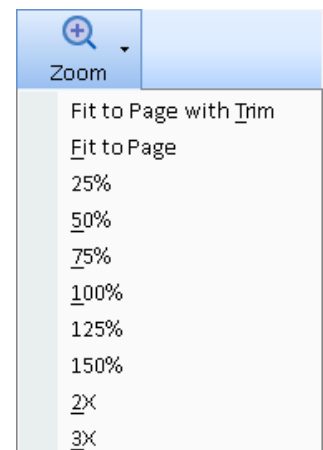 Zoom
Fit to Page with Trim
Fit to Page
25%
50%
75%
100%
125%
150%
2X
3X